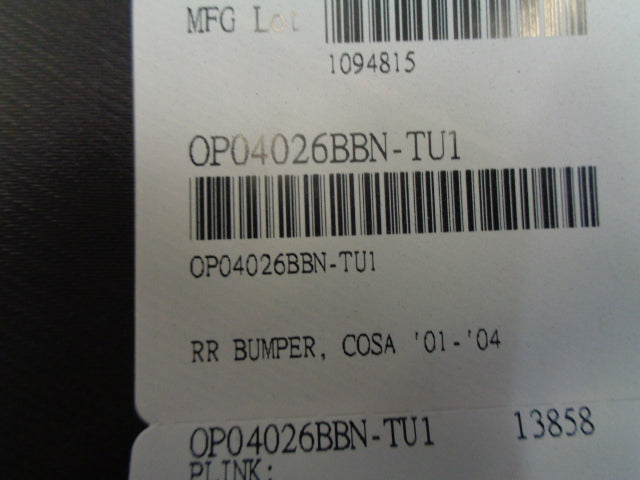 MFG Lot
1094815
OP04026BBN-TU1
OP04026BBN-TU1
RR BUMPER, COSA '01-'04
OP04026BBN-TU1 13858
PLINK: